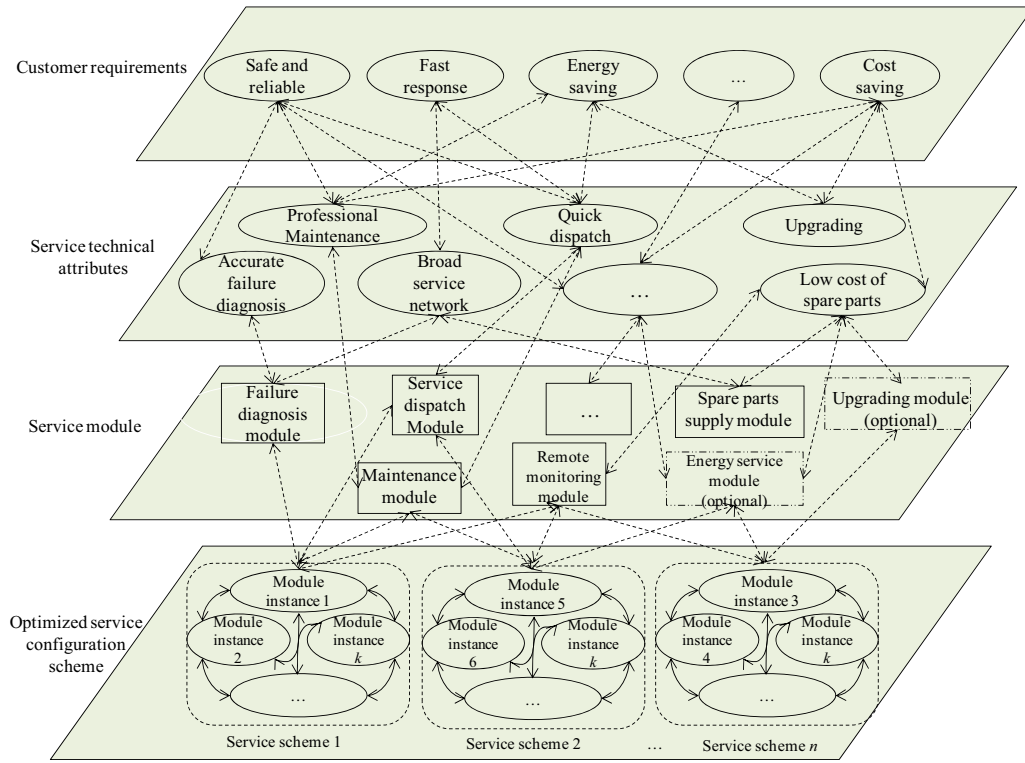 Customer requirements
Safe and
reliable
Fast
response
Energy
saving
...
Cost
saving
Service technical
attributes
Professional
Maintenance
Quick
dispatch
Upgrading
Accurate
failure
diagnosis
Broad
service
network
...
Low cost of
spare parts
Service module
Failure
diagnosis
module
Service
dispatch
Module
...
Spare parts
supply module
Upgrading module
(optional)
Maintenance
module
Remote
monitoring
module
Energy service
module
(optional)
Optimized service
configuration
scheme
Module
instance 1
Module
instance
2
Module
instance
k
...
Service scheme 1
Module
instance 5
Module
instance
6
Module
instance
k
...
Service scheme 2
...
Module
instance 3
Module
instance
4
Module
instance
k
...
Service scheme n